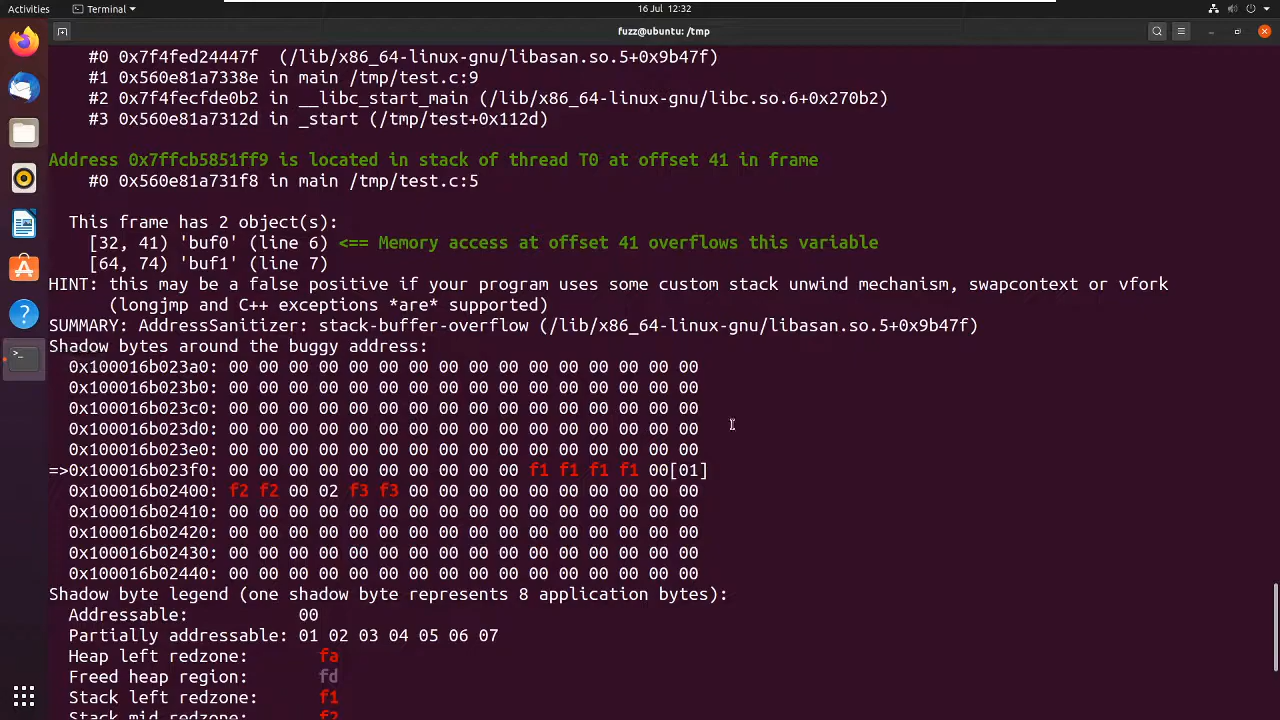 Activities
Terminal
16 Jul 12:32
fuzz@ubuntu: /tmp
#0 0x7f4fed24447f  (/lib/x86_64-linux-gnu/libasan.so.5+0x9b47f)
#1 0x560e81a7338e in main /tmp/test.c:9
#2 0x7f4fecfde0b2 in __libc_start_main (/lib/x86_64-linux-gnu/libc.so.6+0x270b2)
#3 0x560e81a7312d in _start (/tmp/test+0x112d)
Address 0x7ffcb5851ff9 is located in stack of thread T0 at offset 41 in frame
#0 0x560e81a731f8 in main /tmp/test.c:5
This frame has 2 object(s):
[32, 41) 'buf0' (line 6) <== Memory access at offset 41 overflows this variable
[64, 74) 'buf1' (line 7)
HINT: this may be a false positive if your program uses some custom stack unwind mechanism, swapcontext or vfork
(longjmp and C++ exceptions *are* supported)
SUMMARY: AddressSanitizer: stack-buffer-overflow (/lib/x86_64-linux-gnu/libasan.so.5+0x9b47f)
Shadow bytes around the buggy address:
0x100016b023a0: 00 00 00 00 00 00 00 00 00 00 00 00 00 00 00 00
0x100016b023b0: 00 00 00 00 00 00 00 00 00 00 00 00 00 00 00 00
0x100016b023c0: 00 00 00 00 00 00 00 00 00 00 00 00 00 00 00 00
0x100016b023d0: 00 00 00 00 00 00 00 00 00 00 00 00 00 00 00 00
0x100016b023e0: 00 00 00 00 00 00 00 00 00 00 00 00 00 00 00 00
=>0x100016b023f0: 00 00 00 00 00 00 00 00 00 00 f1 f1 f1 f1 00[01]
0x100016b02400: f2 f2 00 02 f3 f3 00 00 00 00 00 00 00 00 00 00
0x100016b02410: 00 00 00 00 00 00 00 00 00 00 00 00 00 00 00 00
0x100016b02420: 00 00 00 00 00 00 00 00 00 00 00 00 00 00 00 00
0x100016b02430: 00 00 00 00 00 00 00 00 00 00 00 00 00 00 00 00
0x100016b02440: 00 00 00 00 00 00 00 00 00 00 00 00 00 00 00 00
Shadow byte legend (one shadow byte represents 8 application bytes):
Addressable: 00
Partially addressable: 01 02 03 04 05 06 07
Heap left redzone: fa
Freed heap region: fd
Stack left redzone: f1
Stack mid redzone: f2